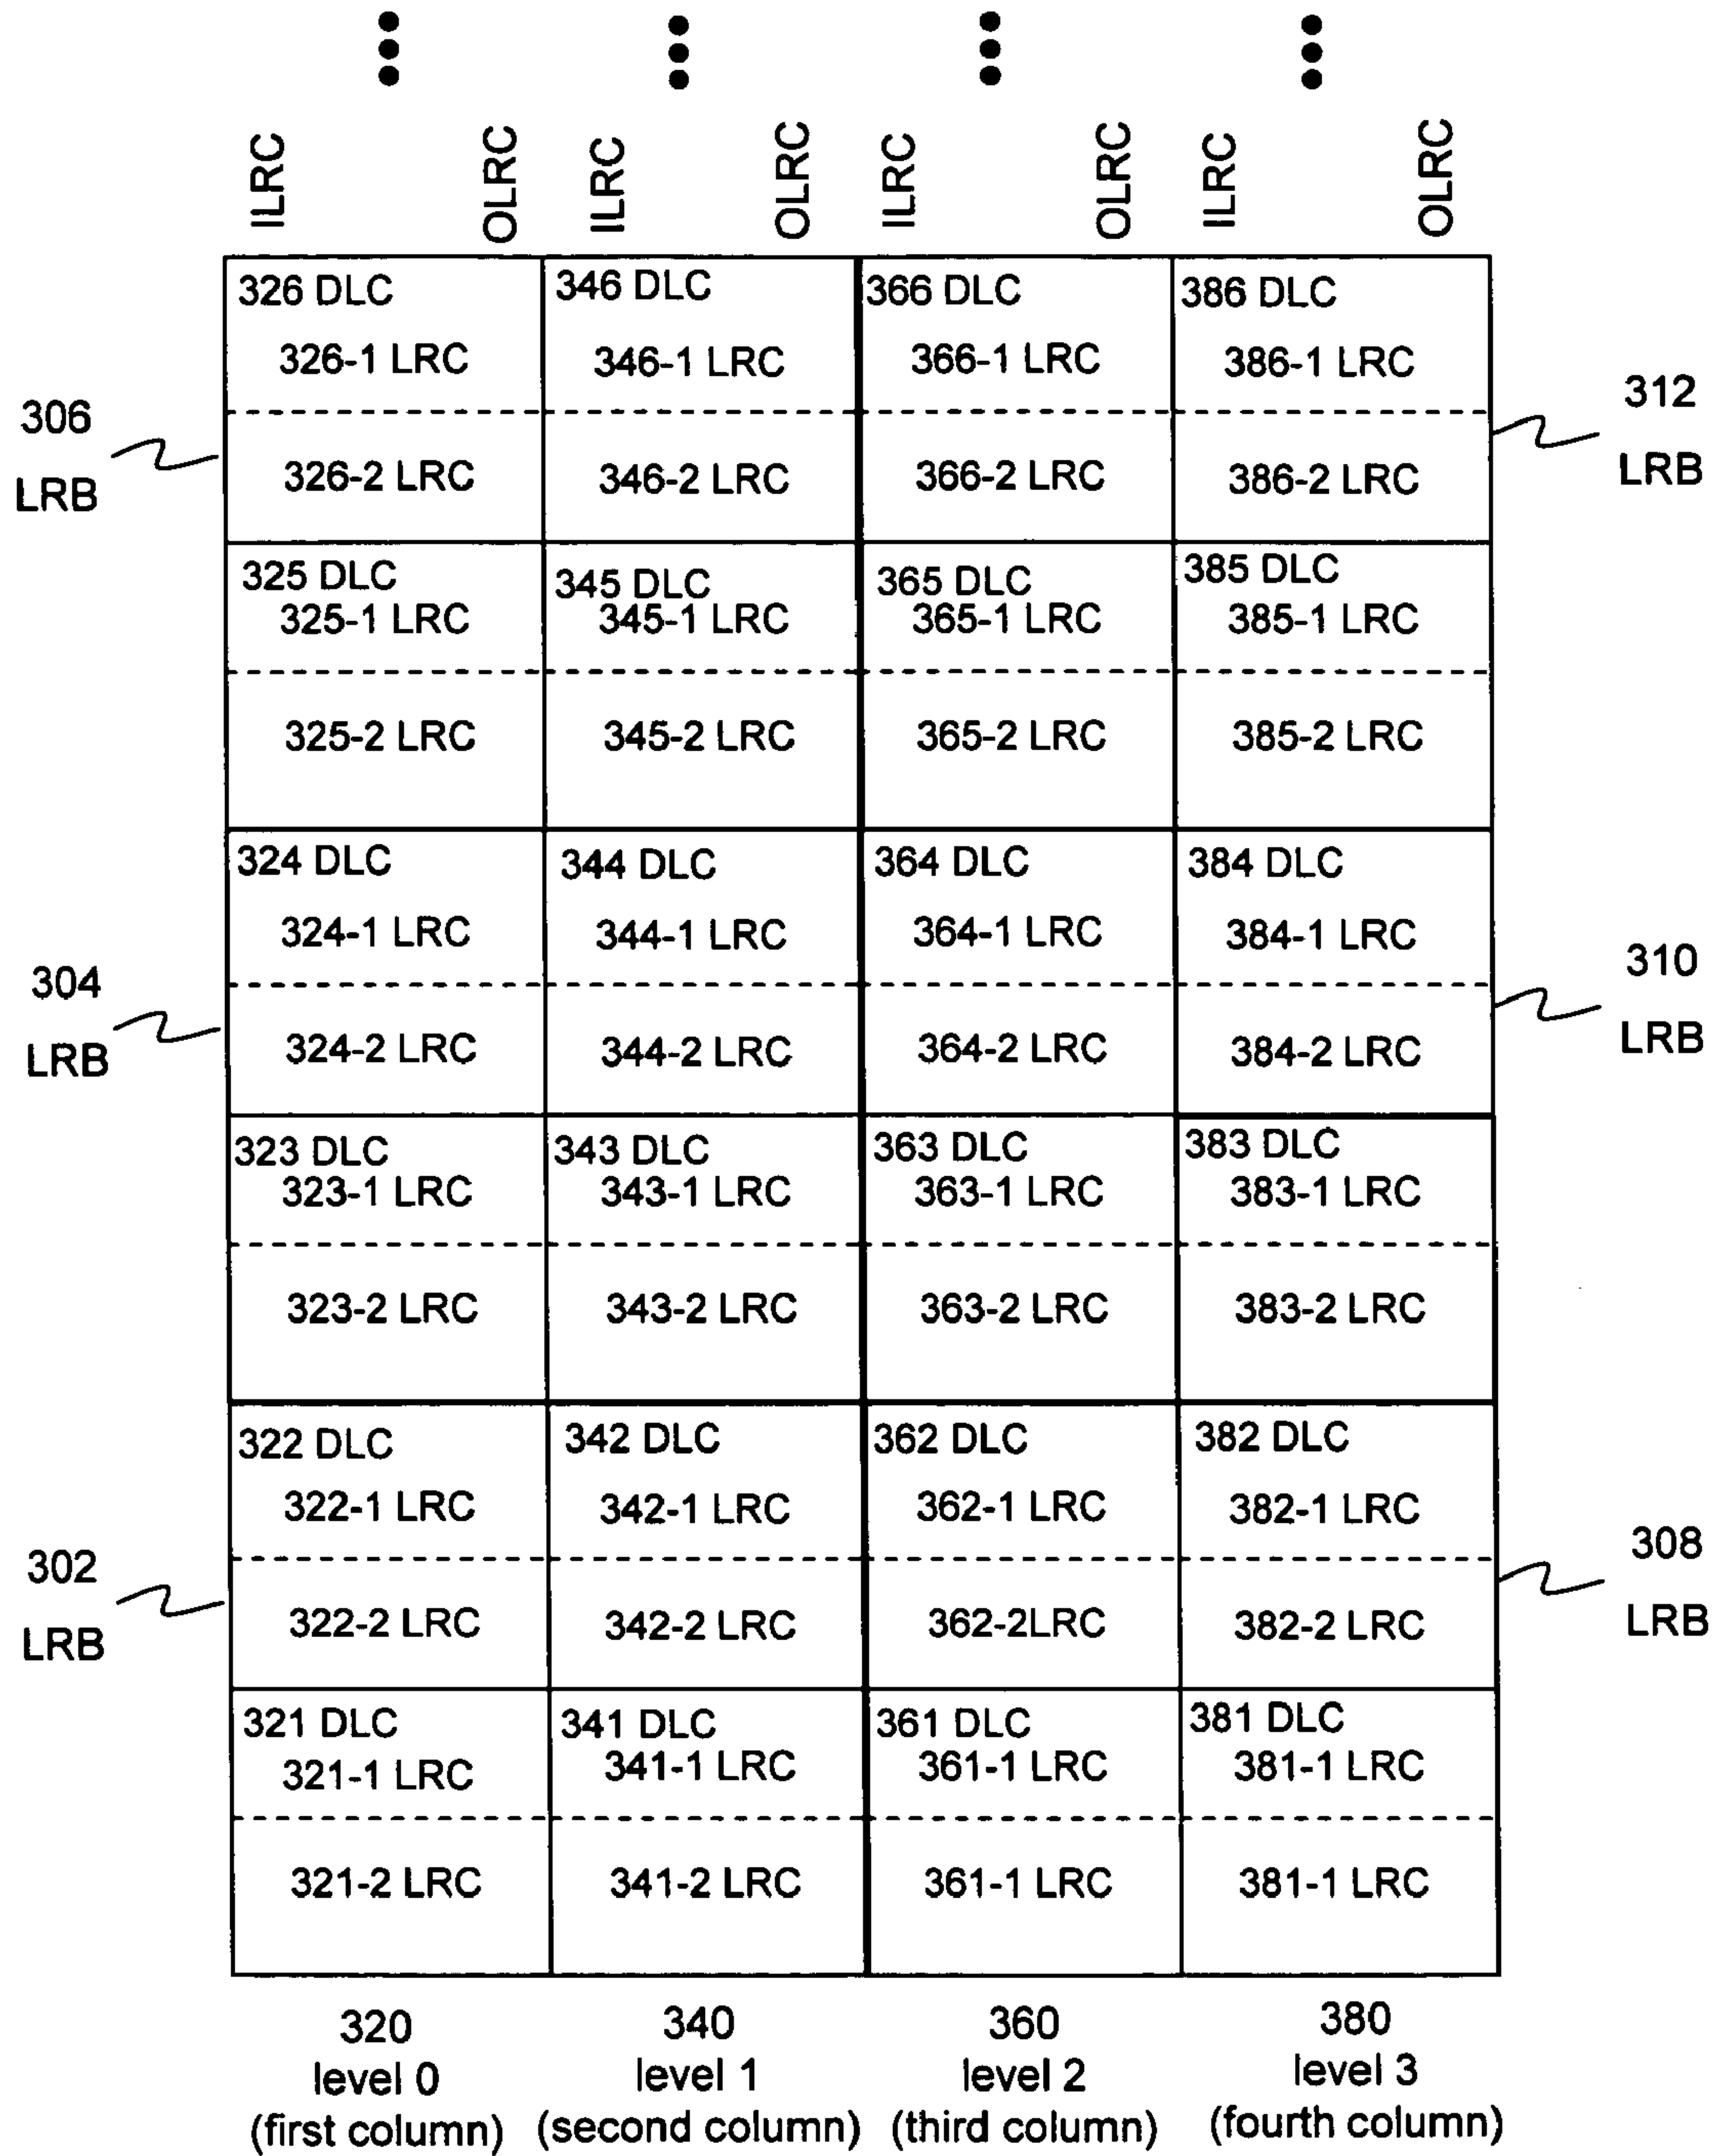 ILRC OLRC ILRC OLRC ILRC OLRC ILRC OLRC
326 DLC 346 DLC 366 DLC 386 DLC
326-1 LRC 346-1 LRC 366-1 LRC 386-1 LRC
306 312
LRB LRB
326-2 LRC 346-2 LRC 366-2 LRC 386-2 LRC
325 DLC 345 DLC 365 DLC 385 DLC
325-1 LRC 345-1 LRC 365-1 LRC 385-1 LRC
325-2 LRC 345-2 LRC 365-2 LRC 385-2 LRC
324 DLC 344 DLC 364 DLC 384 DLC
324-1 LRC 344-1 LRC 364-1 LRC 384-1 LRC
304 310
LRB LRB
324-2 LRC 344-2 LRC 364-2 LRC 384-2 LRC
323 DLC 343 DLC 363 DLC 383 DLC
323-1 LRC 343-1 LRC 363-1 LRC 383-1 LRC
323-2 LRC 343-2 LRC 363-2 LRC 383-2 LRC
322 DLC 342 DLC 362 DLC 382 DLC
322-1 LRC 342-1 LRC 362-1 LRC 382-1 LRC
302 308
LRB LRB
322-2 LRC 342-2 LRC 362-2LRC 382-2 LRC
321 DLC 341 DLC 361 DLC 381 DLC
321-1 LRC 341-1 LRC 361-1 LRC 381-1 LRC
321-2 LRC 341-2 LRC 361-1 LRC 381-1 LRC
320 340 360 380
level 0 level 1 level 2 level 3
(first column) (second column) (third column) (fourth column)